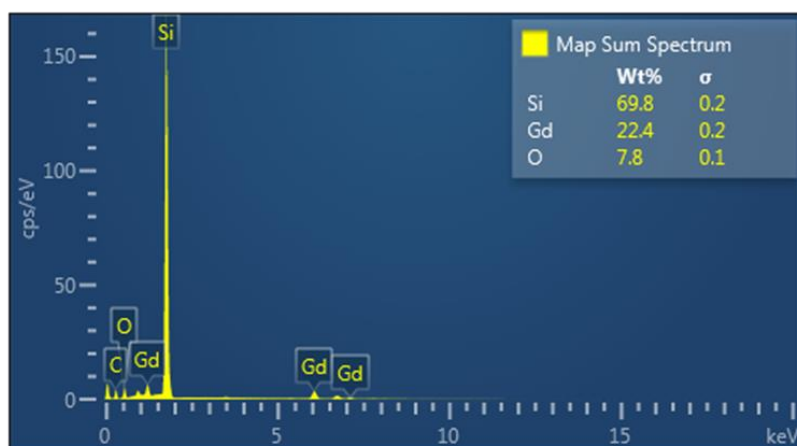 Si
Map Sum Spectrum
Wt% σ
Si 69.8 0.2
Gd 22.4 0.2
O 7.8 0.1
150
100
cps/eV
50
O
C
Gd
Gd
Gd
0
0 5 10 15 keV